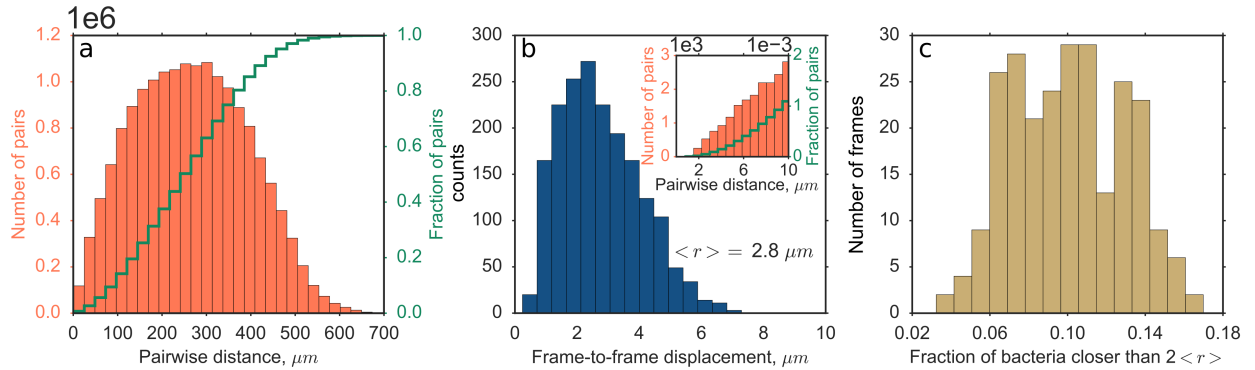 1e6
a
1.2
1.0
0.8
0.6
0.4
0.2
0.0
Number of pairs
1.0
0.8
0.6
0.4
0.2
0.0
Fraction of pairs
0 100 200 300 400 500 600 700
Pairwise distance, μm
b
300
250
200
150
100
50
0
counts
1e3
1e−3
3
2
1
0
Number of pairs
2
1
0
Fraction of pairs
2 6 10
Pairwise distance, μm
<r> = 2.8 μm
0 2 4 6 8 10
Frame-to-frame displacement, μm
c
30
25
20
15
10
5
0
Number of frames
0.02 0.06 0.10 0.14 0.18
Fraction of bacteria closer than 2<r>